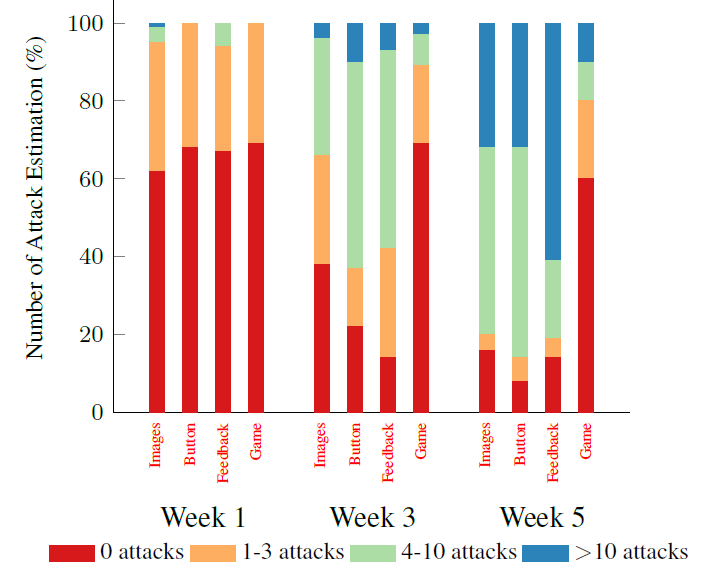 Number of Attack Estimation (%)
100
80
60
40
20
0
Images
Button
Feedback
Game
Images
Button
Feedback
Game
Images
Button
Feedback
Game
Week 1
Week 3
Week 5
0 attacks
1-3 attacks
4-10 attacks
>10 attacks